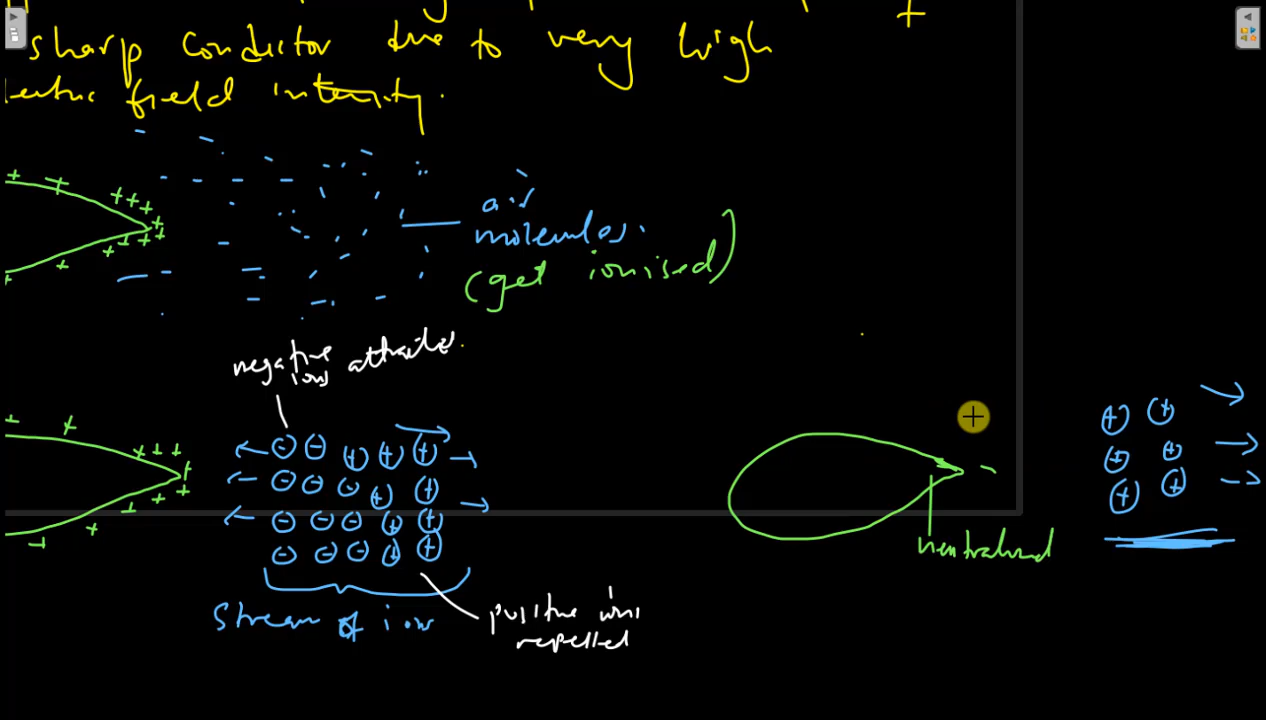 sharp conductor due to very high
electric field intensity.
air
molecules.
(get ionised)
negative
ions attracted.
neutralised
Stream of ions
positive ions
repelled